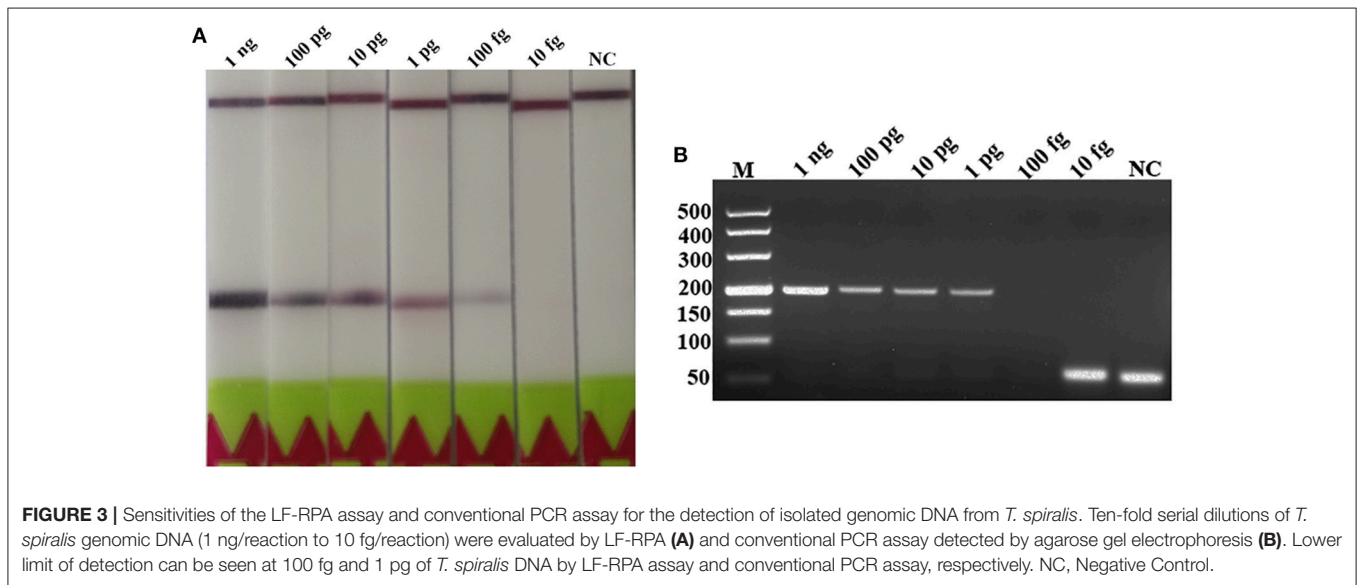 A
1 ng 100 pg 10 pg 1 pg 100 fg 10 fg NC
B
M 1 ng 100 pg 10 pg 1 pg 100 fg 10 fg NC
500
400
300
200
150
100
50
FIGURE 3 | Sensitivities of the LF-RPA assay and conventional PCR assay for the detection of isolated genomic DNA from T. spiralis. Ten-fold serial dilutions of T.
spiralis genomic DNA (1 ng/reaction to 10 fg/reaction) were evaluated by LF-RPA (A) and conventional PCR assay detected by agarose gel electrophoresis (B). Lower
limit of detection can be seen at 100 fg and 1 pg of T. spiralis DNA by LF-RPA assay and conventional PCR assay, respectively. NC, Negative Control.